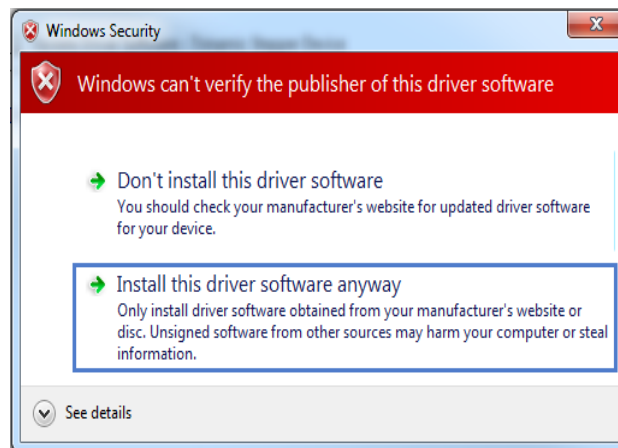 Windows Security
Windows can't verify the publisher of this driver software
Don't install this driver software
You should check your manufacturer's website for updated driver software
for your device.
Install this driver software anyway
Only install driver software obtained from your manufacturer's website or
disc. Unsigned software from other sources may harm your computer or steal
information.
See details